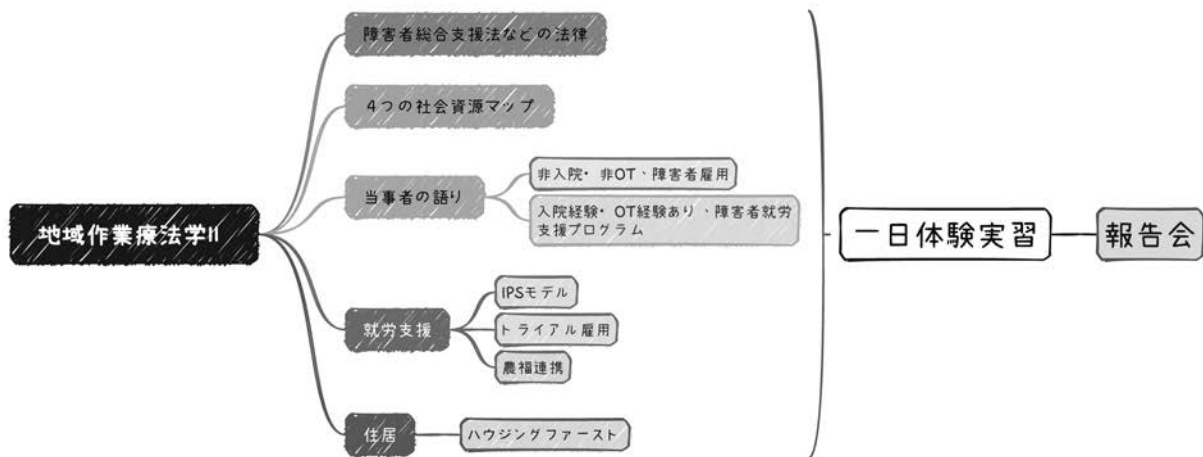 地域作業療法学II
障害者総合支援法などの法律
4つの社会資源マップ
当事者の語り
非入院・非OT、障害者雇用
入院経験・OT経験あり、障害者就労
支援プログラム
就労支援
IPSモデル
トライアル雇用
農福連携
住居
ハウジングファースト
一日体験実習
報告会